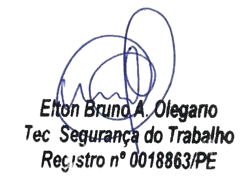 Elton Bruno A. Olegario
Tec Segurança do Trabalho
Registro nº 0018863/PE